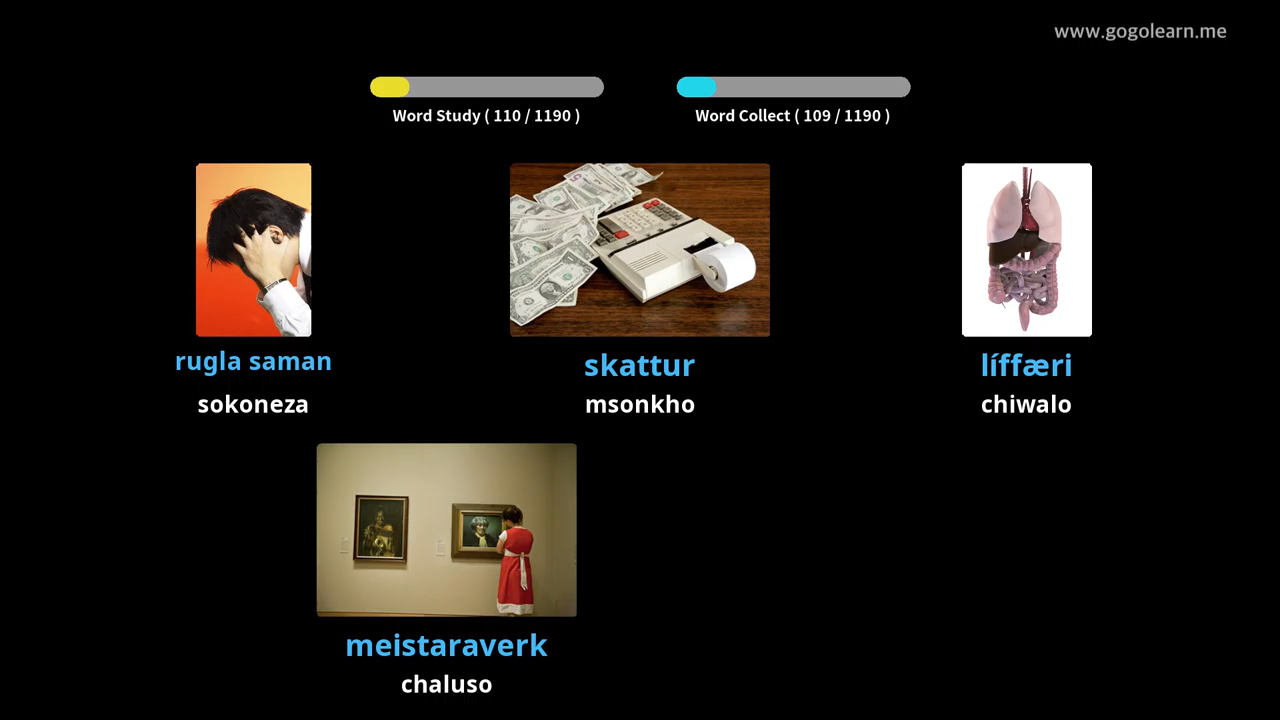 www.gogolearn.me
Word Study ( 110 / 1190 )
Word Collect ( 109 / 1190 )
rugla saman
sokoneza
skattur
msonkho
líffæri
chiwalo
meistaraverk
chaluso